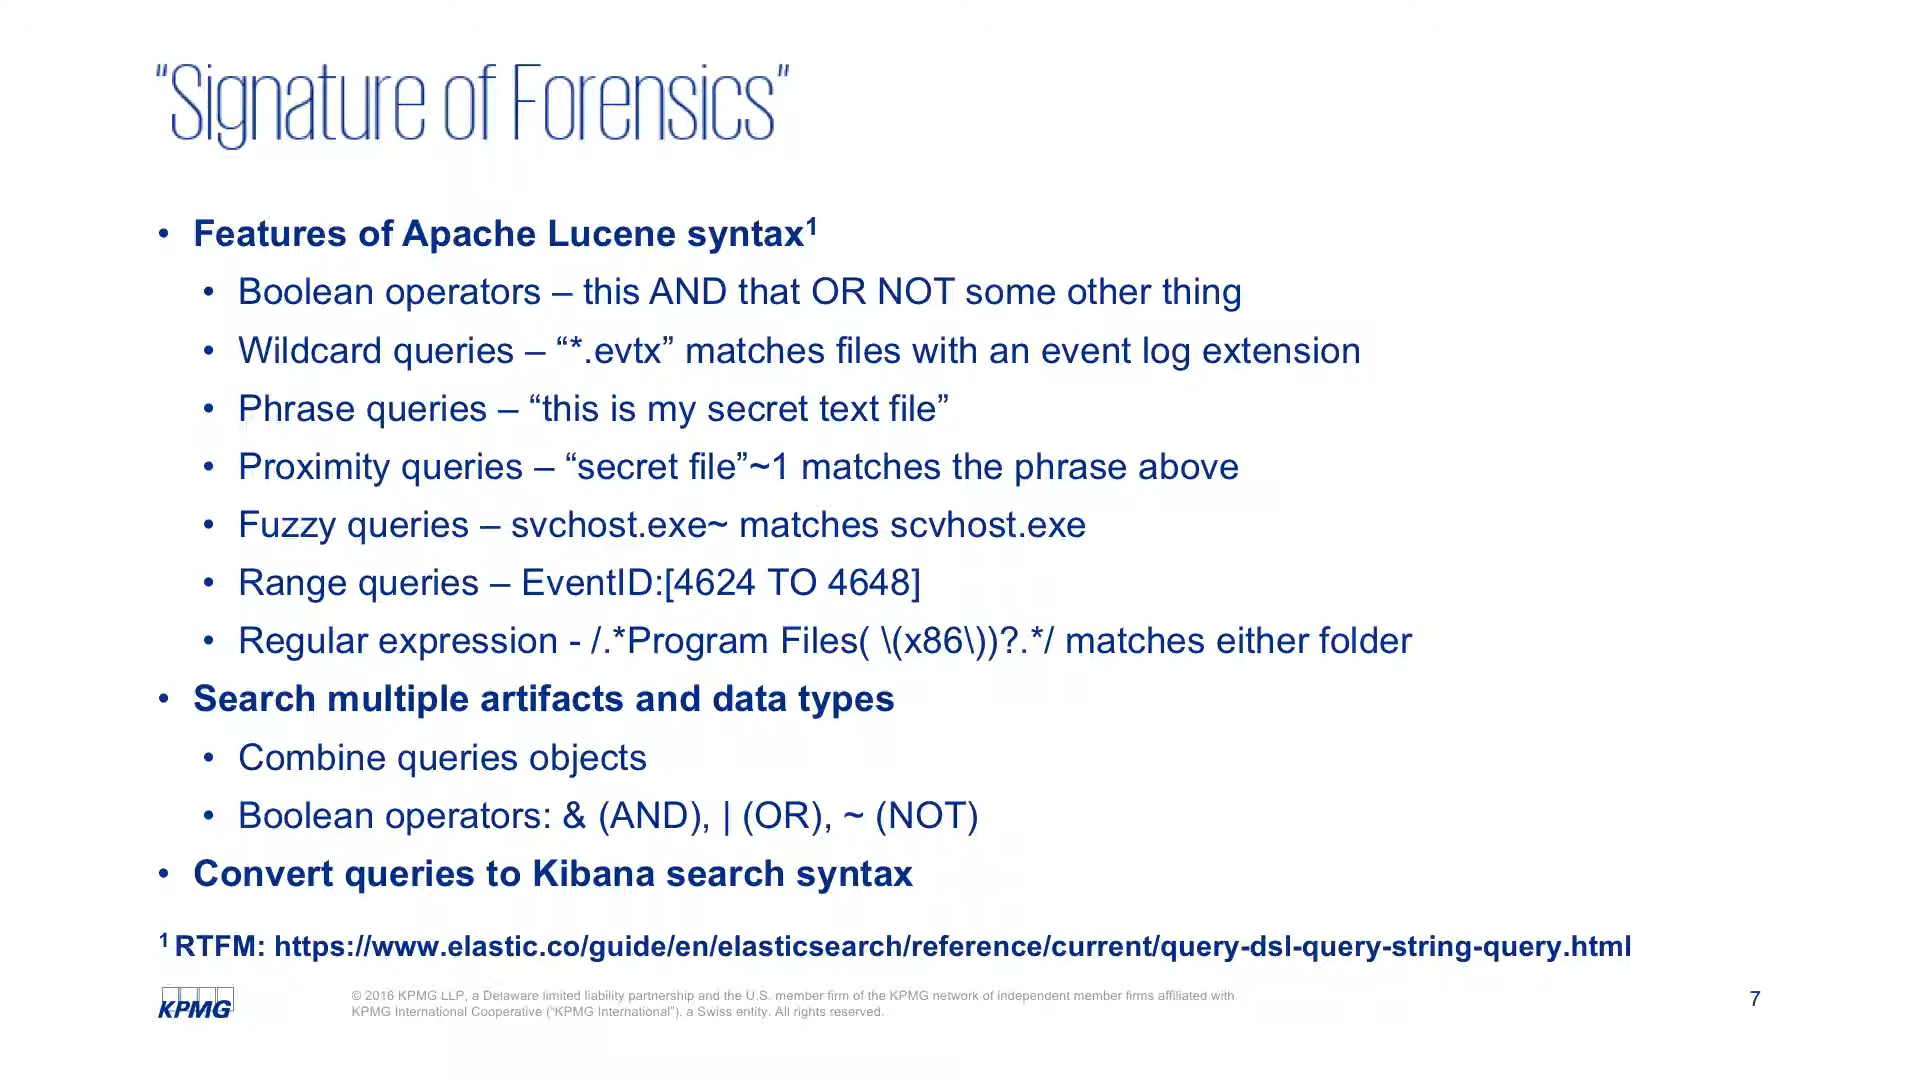 "Signature of Forensics"
• Features of Apache Lucene syntax¹
• Boolean operators – this AND that OR NOT some other thing
• Wildcard queries – “*.evtx” matches files with an event log extension
• Phrase queries – “this is my secret text file”
• Proximity queries – “secret file”~1 matches the phrase above
• Fuzzy queries – svchost.exe~ matches scvhost.exe
• Range queries – EventID:[4624 TO 4648]
• Regular expression - /.*Program Files( \(x86\))?.*/ matches either folder
• Search multiple artifacts and data types
• Combine queries objects
• Boolean operators: & (AND), | (OR), ~ (NOT)
• Convert queries to Kibana search syntax
¹ RTFM: https://www.elastic.co/guide/en/elasticsearch/reference/current/query-dsl-query-string-query.html
KPMG
© 2016 KPMG LLP, a Delaware limited liability partnership and the U.S. member firm of the KPMG network of independent member firms affiliated with
KPMG International Cooperative (“KPMG International”), a Swiss entity. All rights reserved.
7